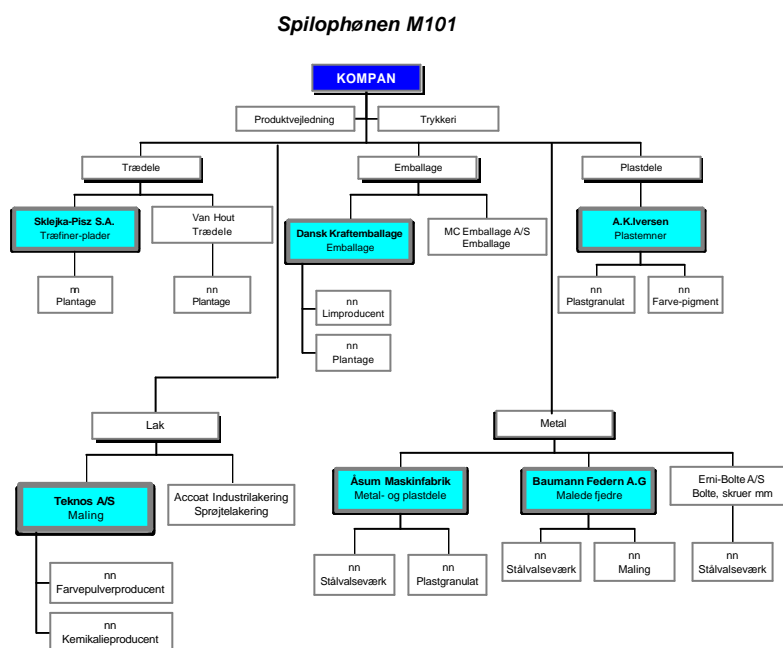 Spilophønen M101
KOMPAN
Produktvejledning
Trykkeri
Trædele
Emballage
Plastdele
Sklejka-Pisz S.A.
Træfiner-plader
Van Hout
Trædele
Dansk Kraftemballage
Emballage
MC Emballage A/S
Emballage
A.K.Iversen
Plastemner
nn
Plantage
nn
Plantage
nn
Limproducent
nn
Plantage
nn
Plastgranulat
nn
Farve-pigment
Lak
Metal
Teknos A/S
Maling
Accoat Industrilakering
Sprøjtelakering
Åsum Maskinfabrik
Metal- og plastdele
Baumann Federn A.G
Malede fjedre
Erni-Bolte A/S
Bolte, skruer mm
nn
Farvepulverproducent
nn
Kemikalieproducent
nn
Stålvalseværk
nn
Plastgranulat
nn
Stålvalseværk
nn
Maling
nn
Stålvalseværk